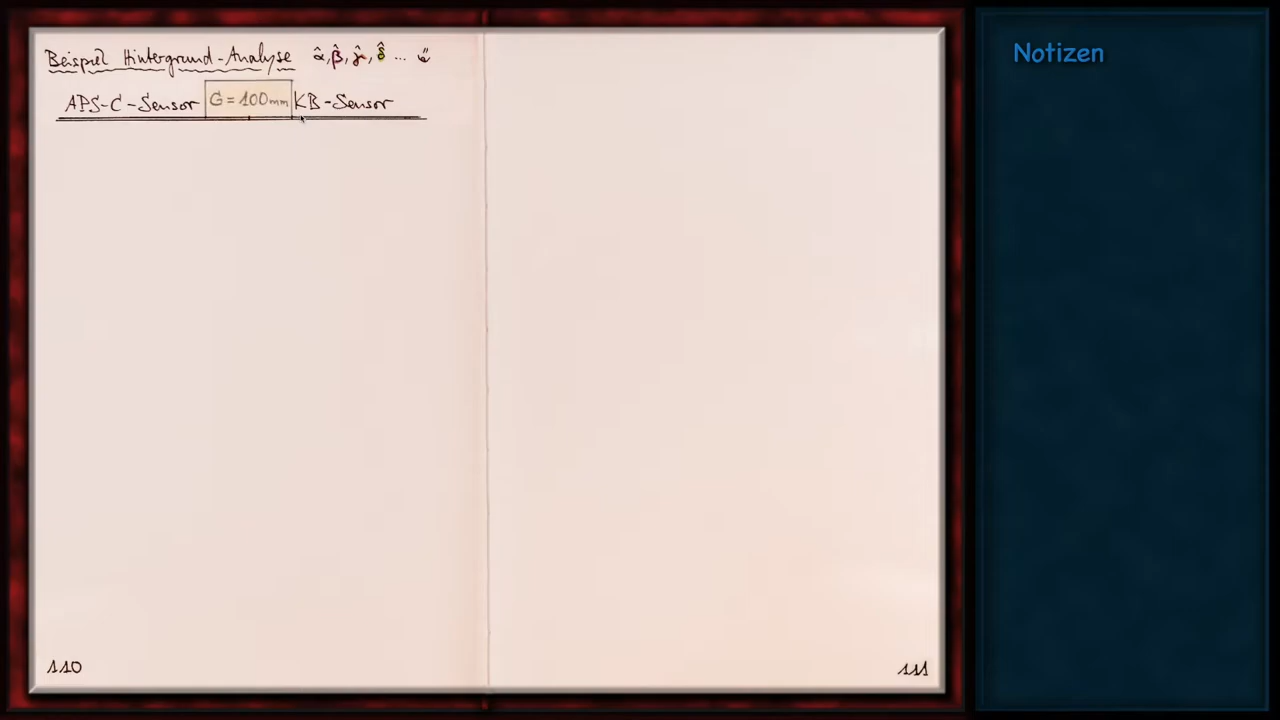 Beispiel Hintergrund-Analyse α̂, β̂, γ̂, δ̂ ...
APS-C-Sensor G = 100mm KB-Sensor
110
111
Notizen